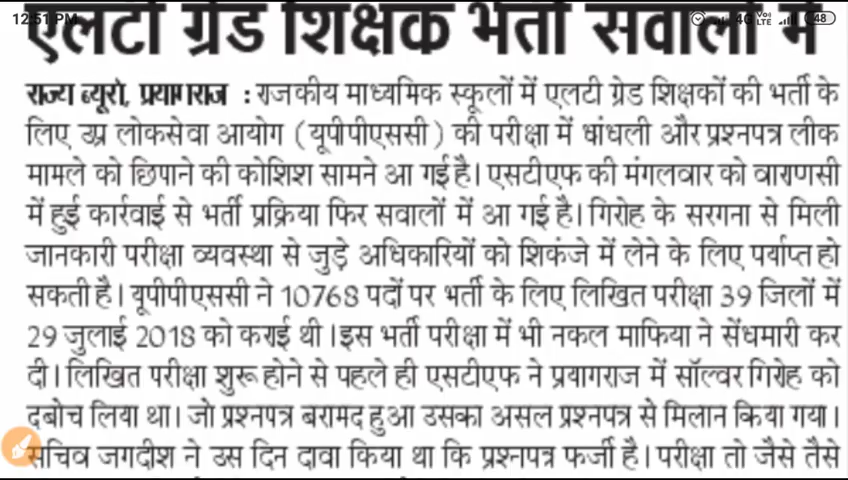 12:51 PM
4G VoLTE 48
एलटी ग्रेड शिक्षक भर्ती सवालों में
राज्य ब्यूरो, प्रयागराज : राजकीय माध्यमिक स्कूलों में एलटी ग्रेड शिक्षकों की भर्ती के
लिए उप्र लोकसेवा आयोग (यूपीपीएससी) की परीक्षा में धांधली और प्रश्नपत्र लीक
मामले को छिपाने की कोशिश सामने आ गई है। एसटीएफ की मंगलवार को वाराणसी
में हुई कार्रवाई से भर्ती प्रक्रिया फिर सवालों में आ गई है। गिरोह के सरगना से मिली
जानकारी परीक्षा व्यवस्था से जुड़े अधिकारियों को शिकंजे में लेने के लिए पर्याप्त हो
सकती है। यूपीपीएससी ने 10768 पदों पर भर्ती के लिए लिखित परीक्षा 39 जिलों में
29 जुलाई 2018 को कराई थी। इस भर्ती परीक्षा में भी नकल माफिया ने सेंधमारी कर
दी। लिखित परीक्षा शुरू होने से पहले ही एसटीएफ ने प्रयागराज में सॉल्वर गिरोह को
दबोच लिया था। जो प्रश्नपत्र बरामद हुआ उसका असल प्रश्नपत्र से मिलान किया गया।
सचिव जगदीश ने उस दिन दावा किया था कि प्रश्नपत्र फर्जी है। परीक्षा तो जैसे तैसे